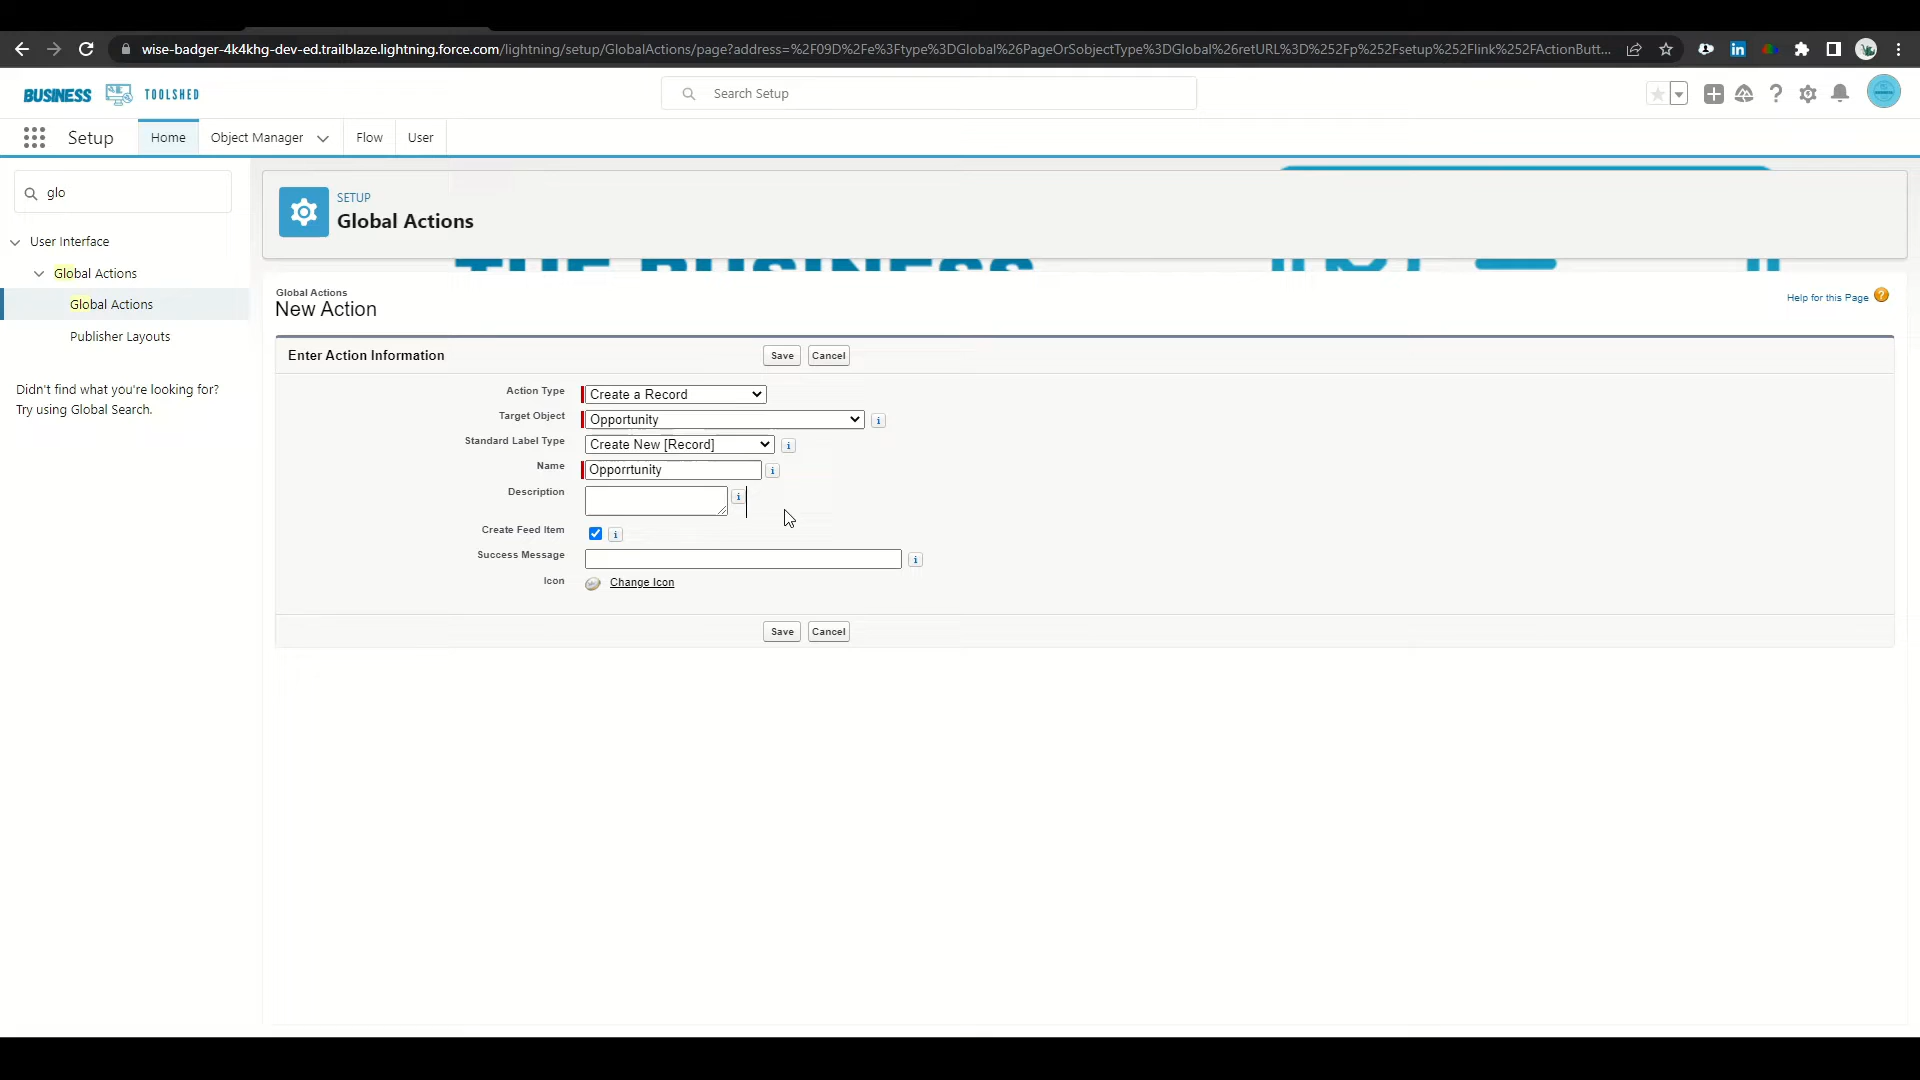 wise-badger-4k4khg-dev-ed.trailblaze.lightning.force.com/lightning/setup/GlobalActions/page?address=%2F09D%2Fe%3Ftype%3DGlobal%26PageOrSobjectType%3DGlobal%26retURL%3D%252Fp%252Fsetup%252Flink%252FActionButt...
BUSINESS TOOLSHED
Search Setup
Setup Home Object Manager Flow User
glo
SETUP
Global Actions
User Interface
Global Actions
Global Actions
Publisher Layouts
Didn't find what you're looking for?
Try using Global Search.
THE BUSINESS
Global Actions
New Action
Help for this Page
Enter Action Information Save Cancel
Action Type Create a Record
Target Object Opportunity
Standard Label Type Create New [Record]
Name Opporrtunity
Description
Create Feed Item
Success Message
Icon Change Icon
Save Cancel